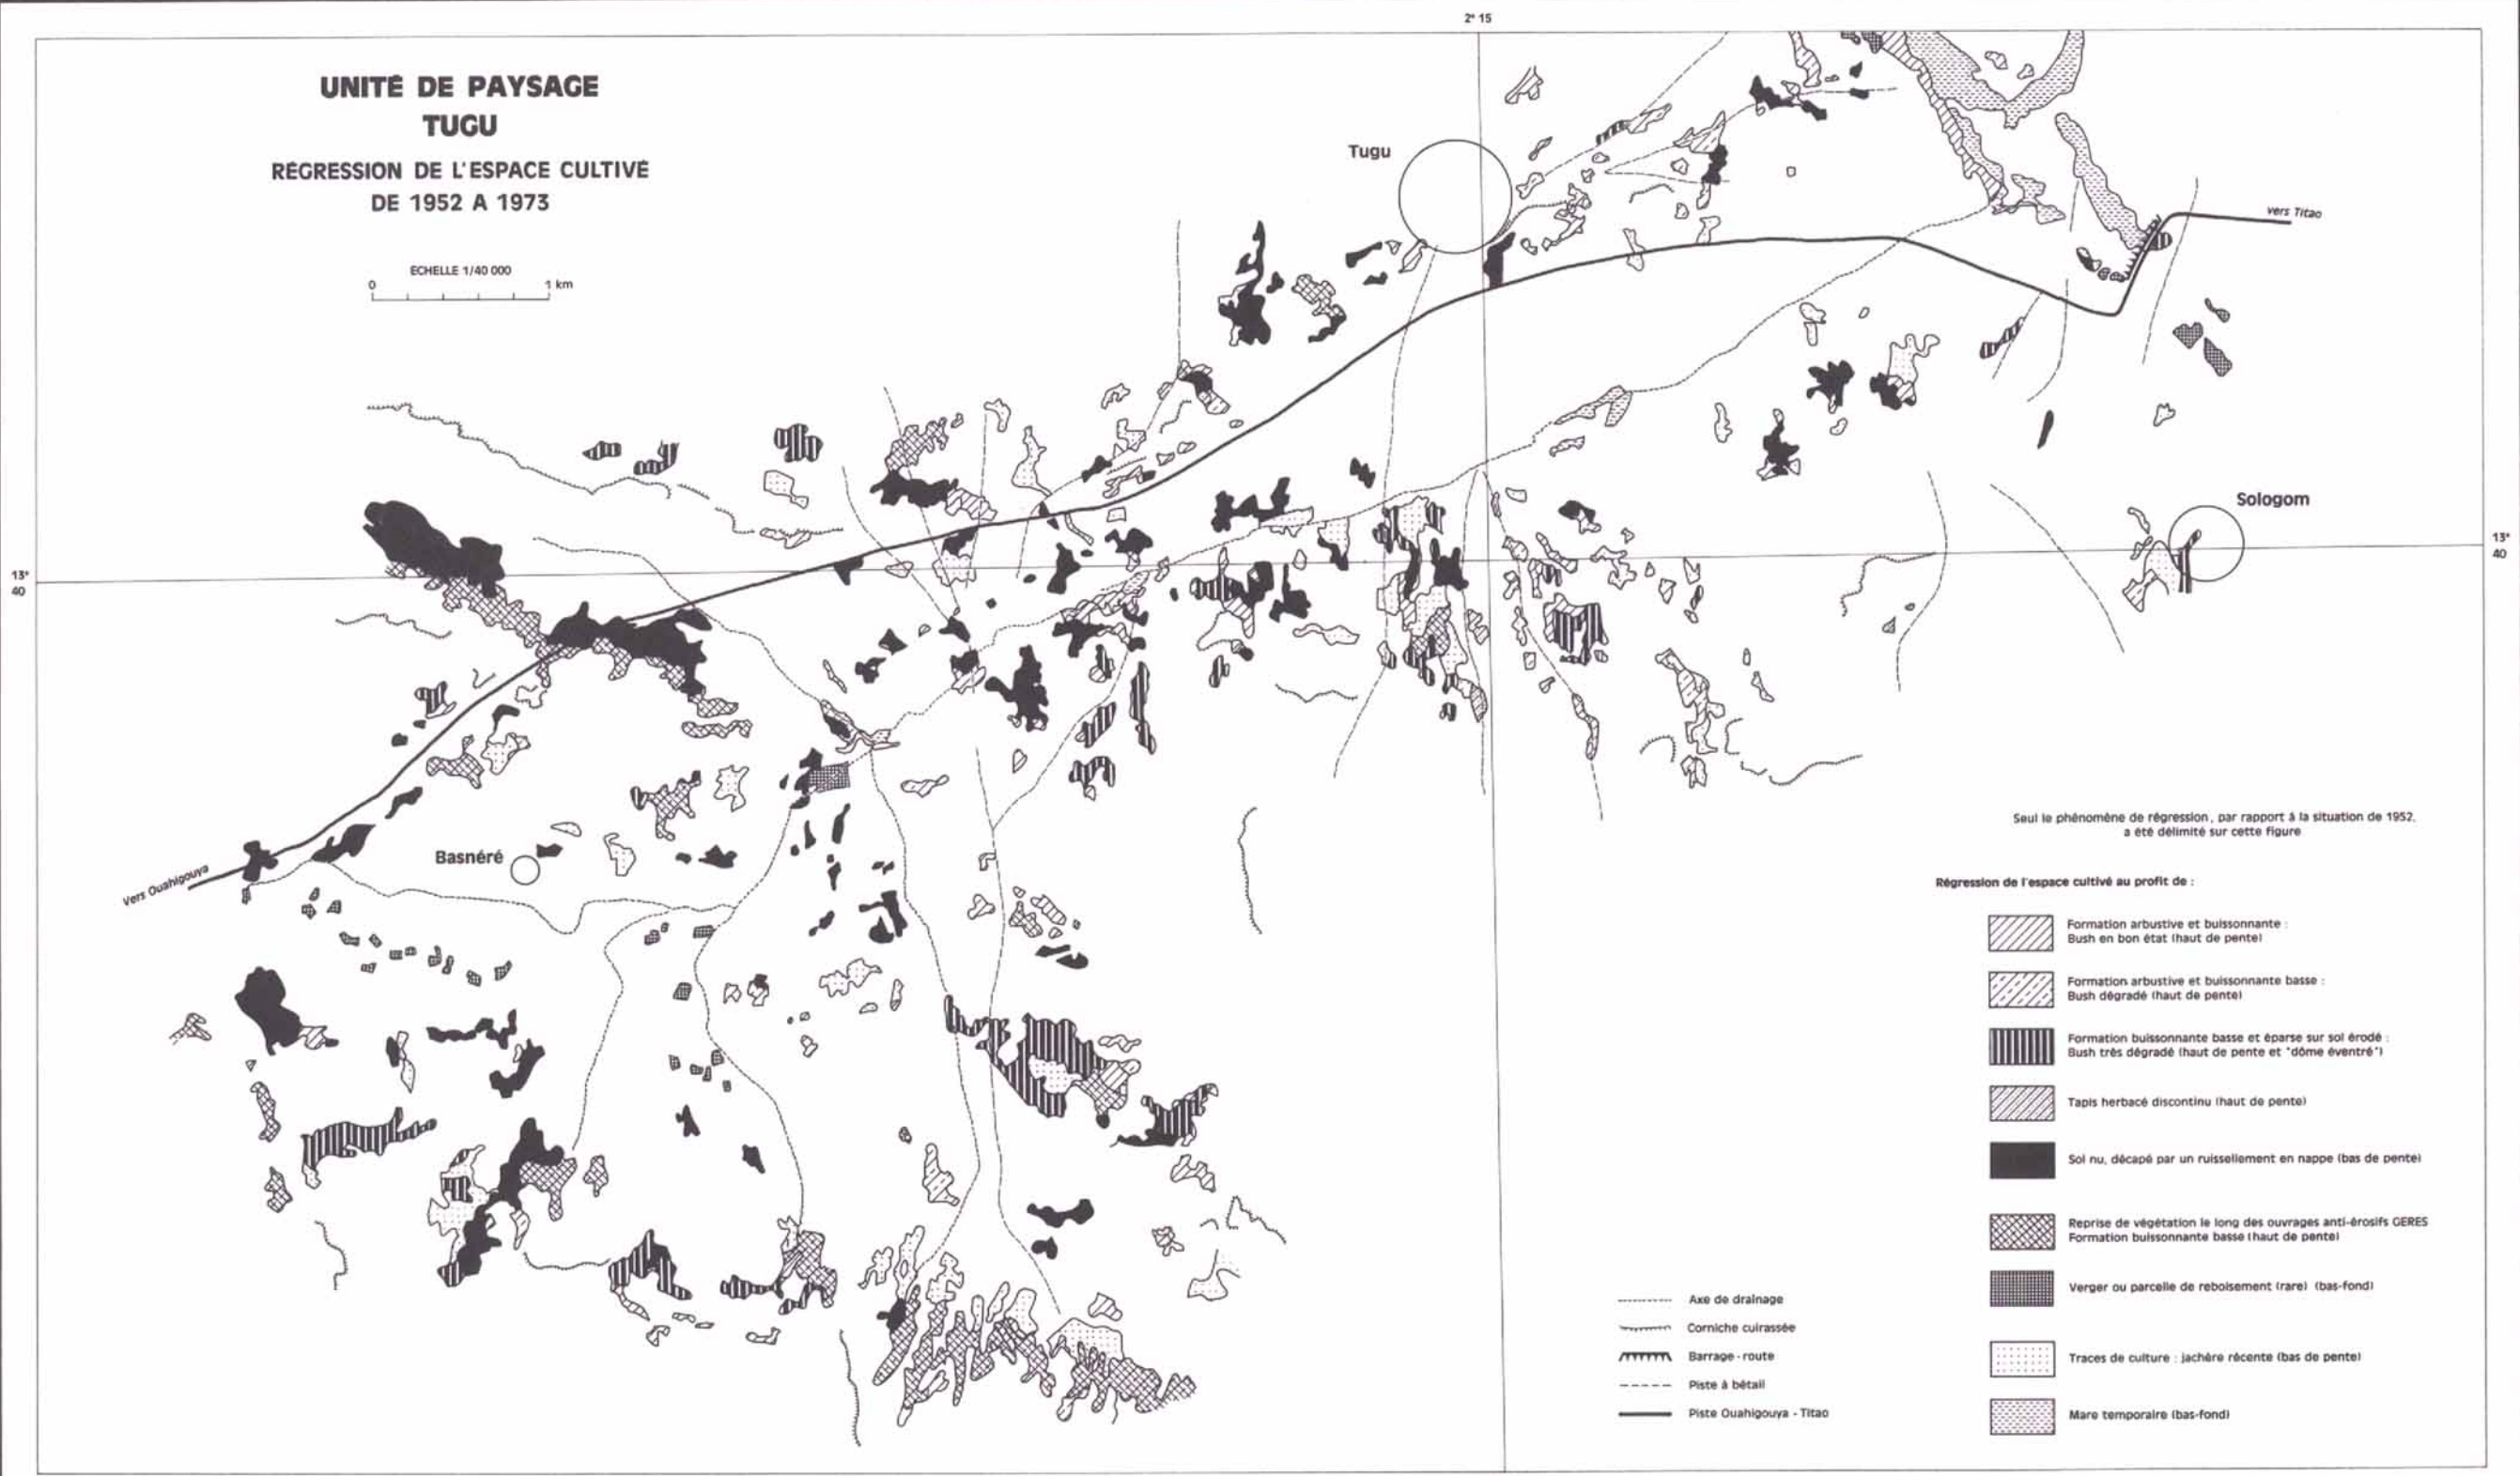 2° 15
UNITÉ DE PAYSAGE
TUGU
RÉGRESSION DE L'ESPACE CULTIVÉ
DE 1952 A 1973
ECHELLE 1/40 000
0 1 km
Tugu
vers Titao
Sologom
13°
40
13°
40
Basnéré
Vers Ouahigouya
Seul le phénomène de régression, par rapport à la situation de 1952,
a été délimité sur cette figure
Régression de l'espace cultivé au profit de :
Formation arbustive et buissonnante :
Bush en bon état (haut de pente)
Formation arbustive et buissonnante basse :
Bush dégradé (haut de pente)
Formation buissonnante basse et éparse sur sol érodé :
Bush très dégradé (haut de pente et "dôme éventré")
Tapis herbacé discontinu (haut de pente)
Sol nu, décapé par un ruissellement en nappe (bas de pente)
Reprise de végétation le long des ouvrages anti-érosifs GERES
Formation buissonnante basse (haut de pente)
Verger ou parcelle de reboisement (rare) (bas-fond)
Traces de culture : jachère récente (bas de pente)
Mare temporaire (bas-fond)
Axe de drainage
Corniche cuirassée
Barrage - route
Piste à bétail
Piste Ouahigouya - Titao